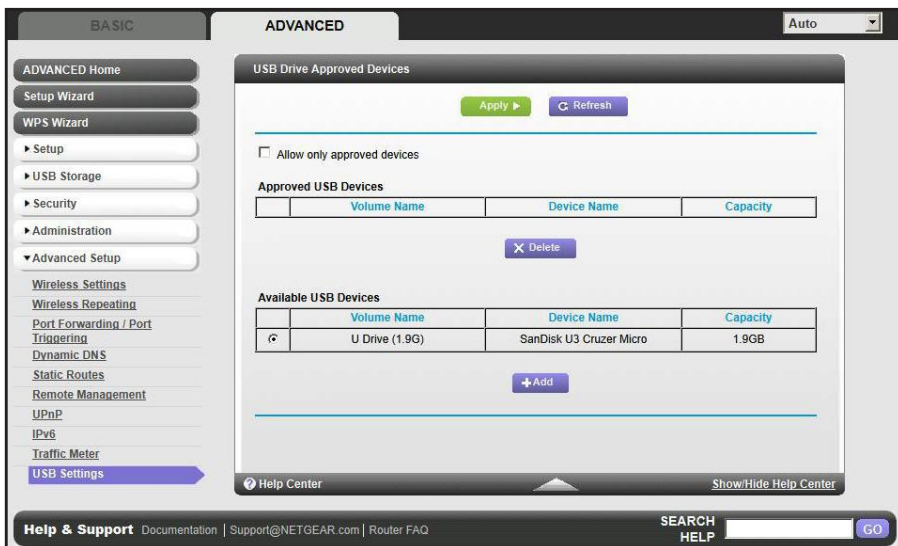 BASIC
ADVANCED
Auto
ADVANCED Home
Setup Wizard
WPS Wizard
Setup
USB Storage
Security
Administration
Advanced Setup
Wireless Settings
Wireless Repeating
Port Forwarding / Port
Triggering
Dynamic DNS
Static Routes
Remote Management
UPnP
IPv6
Traffic Meter
USB Settings
USB Drive Approved Devices
Apply
Refresh
Allow only approved devices
Approved USB Devices
Volume Name Device Name Capacity
Delete
Available USB Devices
Volume Name Device Name Capacity
U Drive (1.9G) SanDisk U3 Cruzer Micro 1.9GB
Add
Help Center
Show/Hide Help Center
Help & Support Documentation | Support@NETGEAR.com | Router FAQ
SEARCH
HELP
GO